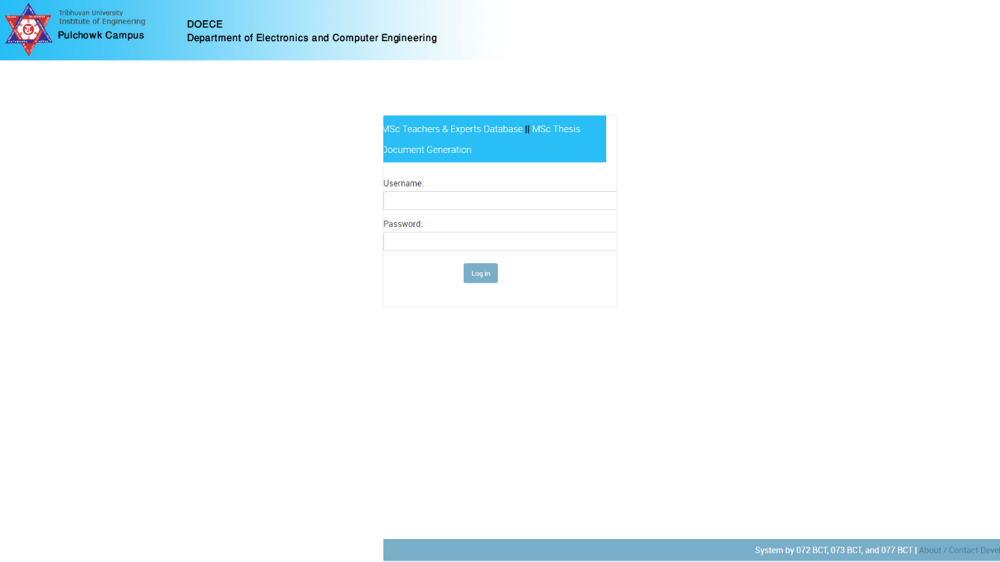 Tribhuvan University
Institute of Engineering
Pulchowk Campus
DOECE
Department of Electronics and Computer Engineering
MSc Teachers & Experts Database || MSc Thesis
Document Generation
Username:
Password:
Log in
System by 072 BCT, 073 BCT, and 077 BCT | About / Contact Devel